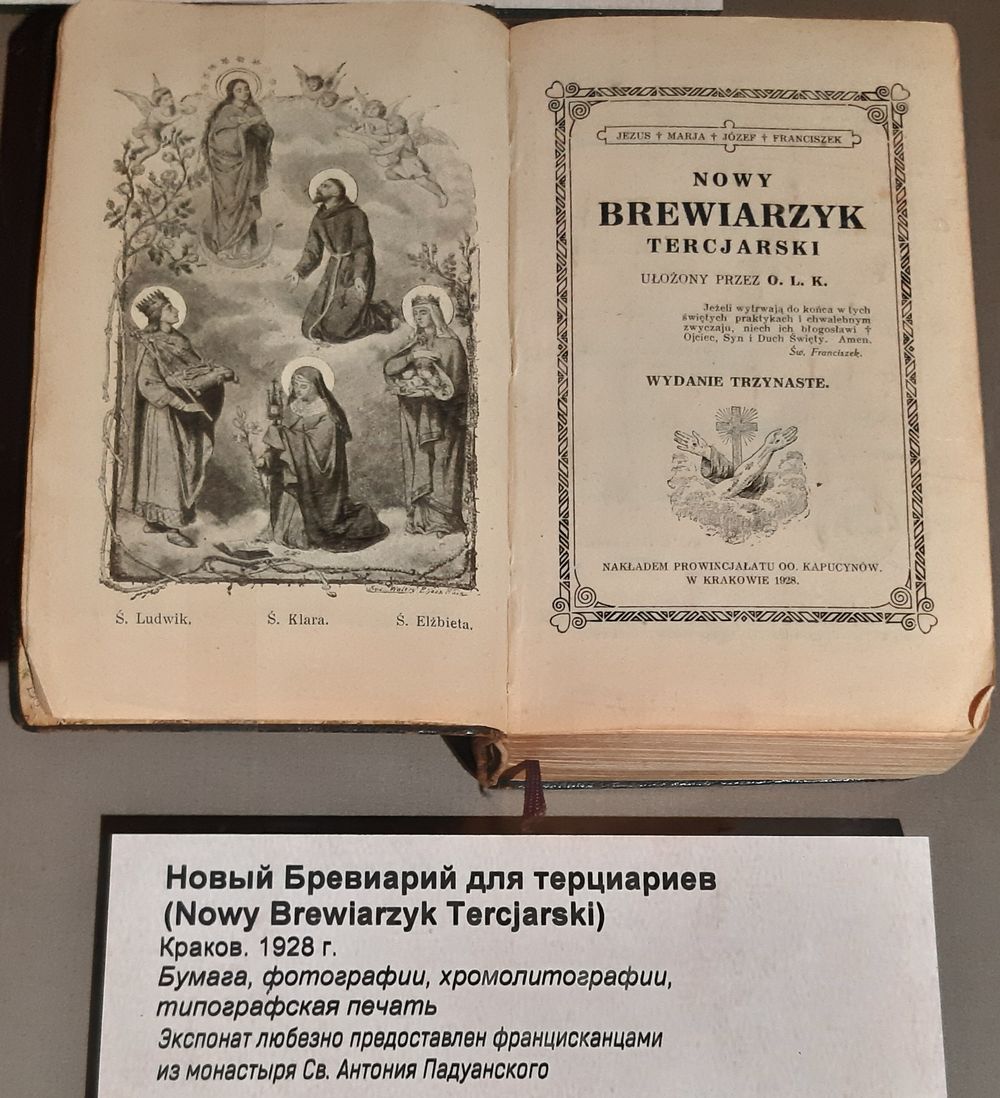 Ś. Ludwik.
Ś. Klara.
Ś. Elżbieta.
JEZUS † MARJA † JÓZEF † FRANCISZEK
NOWY
BREWIARZYK
TERCJARSKI
UŁOŻONY PRZEZ O. L. K.
Jeżeli wytrwają do końca w tych
świętych praktykach i chwalebnym
zwyczaju, niech ich błogosławi †
Ojciec, Syn i Duch Święty. Amen.
Św. Franciszek.
WYDANIE TRZYNASTE.
NAKŁADEM PROWINCJAŁATU OO. KAPUCYNÓW.
W KRAKOWIE 1928.
Новый Бревиарий для терциариев
(Nowy Brewiarzyk Tercjarski)
Краков. 1928 г.
Бумага, фотографии, хромолитографии,
типографская печать
Экспонат любезно предоставлен францисканцами
из монастыря Св. Антония Падуанского